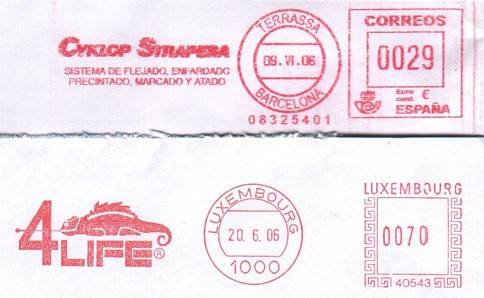 CYKLOP STRAPERA
SISTEMA DE FLEJADO, ENFARDADO
PRECINTADO, MARCADO Y ATADO
TERRASSA
09. VI. 06
BARCELONA
08325401
CORREOS
0029
Euro
cent. €
ESPAÑA
4LIFE®
LUXEMBOURG
20. 6. 06
1000
LUXEMBOURG
0070
40543